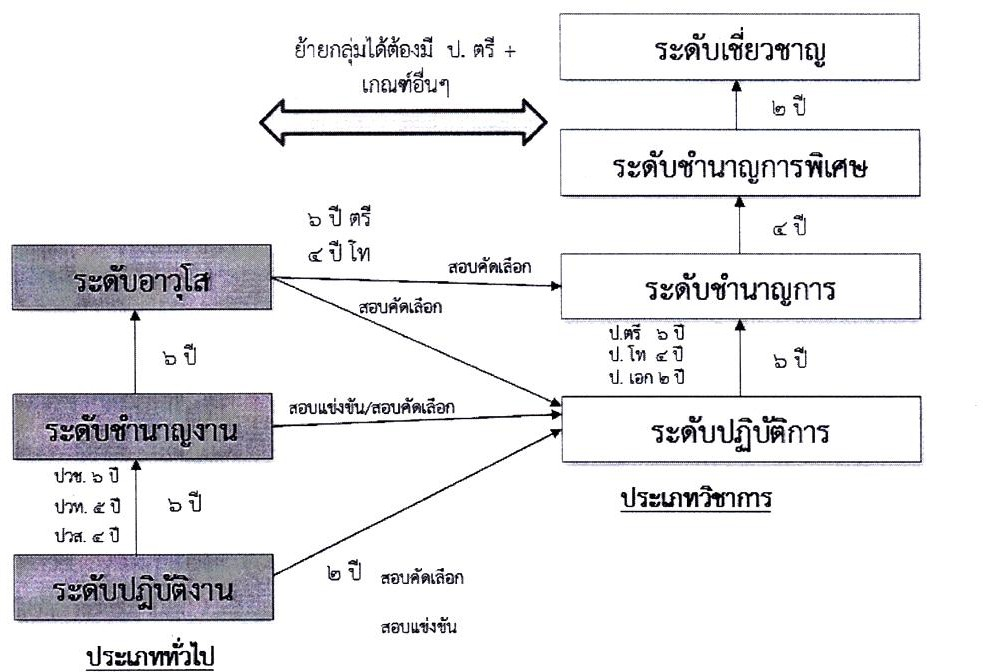 ย้ายกลุ่มได้ต้องมี ป. ตรี +
เกณฑ์อื่นๆ
ระดับเชี่ยวชาญ
๒ ปี
ระดับชำนาญการพิเศษ
๔ ปี
๖ ปี ตรี
๔ ปี โท
ระดับอาวุโส
สอบคัดเลือก
ระดับชำนาญการ
สอบคัดเลือก
๖ ปี
ป.ตรี ๖ ปี
ป. โท ๔ ปี
ป. เอก ๒ ปี
๖ ปี
ระดับชำนาญงาน
สอบแข่งขัน/สอบคัดเลือก
ระดับปฏิบัติการ
ประเภทวิชาการ
ปวช. ๖ ปี
ปวท. ๕ ปี
ปวส. ๔ ปี
๖ ปี
ระดับปฏิบัติงาน
๒ ปี สอบคัดเลือก
สอบแข่งขัน
ประเภททั่วไป